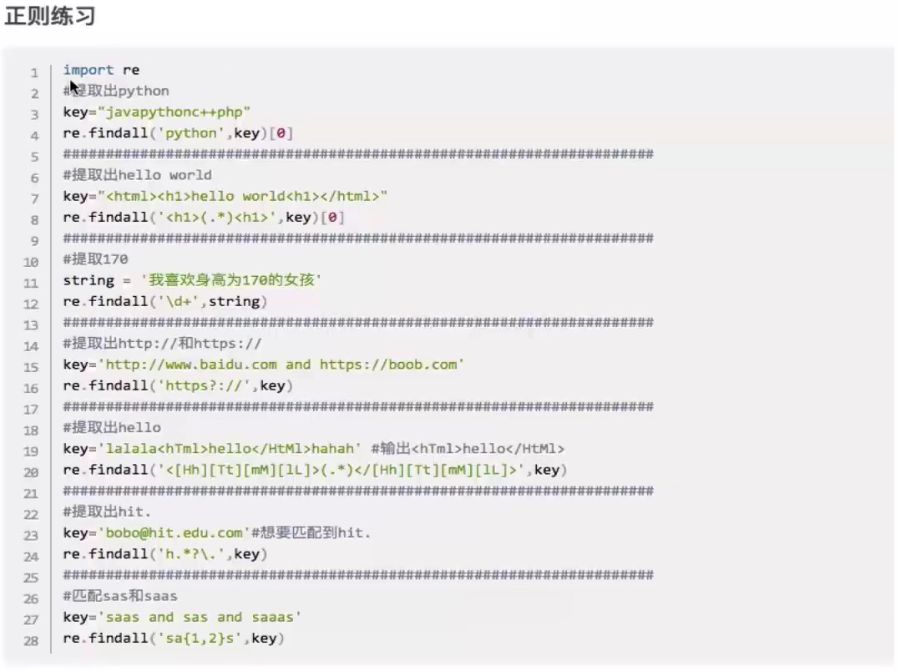 正则练习
1 import re
2 #提取出python
3 key="javapythonc++php"
4 re.findall('python',key)[0]
5 #####################################################################
6 #提取出hello world
7 key="<html><h1>hello world<h1></html>"
8 re.findall('<h1>(.*)<h1>',key)[0]
9 #####################################################################
10 #提取170
11 string = '我喜欢身高为170的女孩'
12 re.findall('\d+',string)
13 #####################################################################
14 #提取出http://和https://
15 key='http://www.baidu.com and https://boob.com'
16 re.findall('https?://',key)
17 #####################################################################
18 #提取出hello
19 key='lalala<hTml>hello</HtMl>hahah' #输出<hTml>hello</HtMl>
20 re.findall('<[Hh][Tt][mM][lL]>(.*)</[Hh][Tt][mM][lL]>',key)
21 #####################################################################
22 #提取出hit.
23 key='bobo@hit.edu.com'#想要匹配到hit.
24 re.findall('h.*?\.',key)
25 #####################################################################
26 #匹配sas和saas
27 key='saas and sas and saaas'
28 re.findall('sa{1,2}s',key)